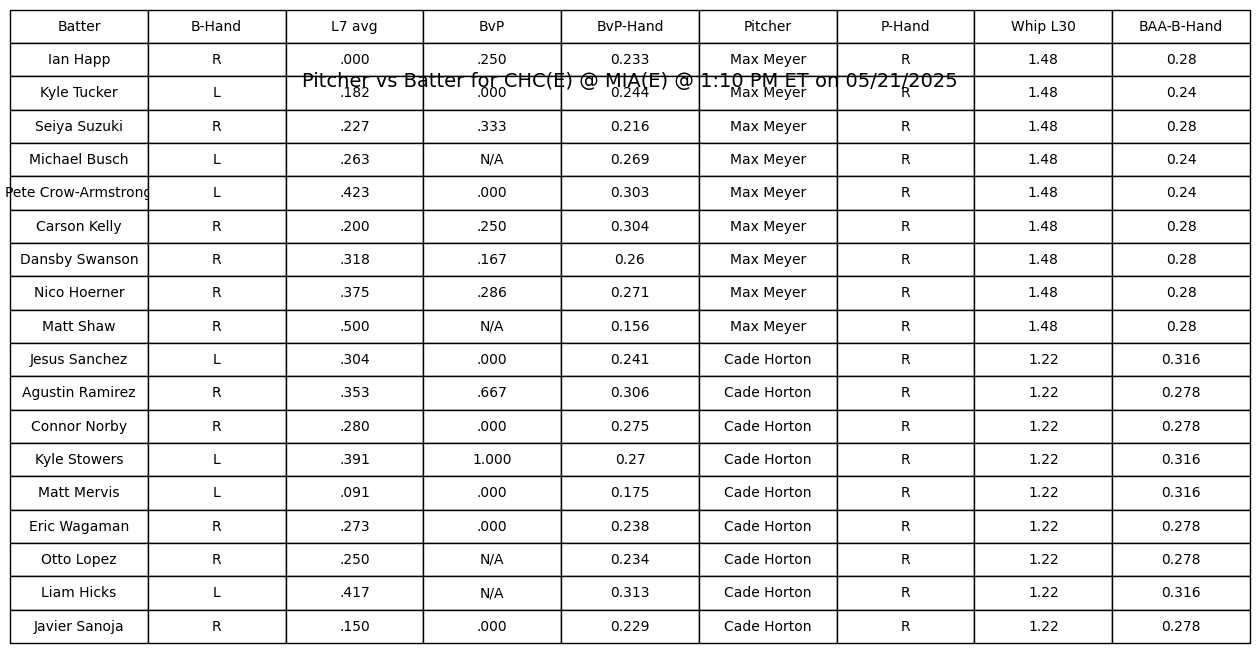 Batter B-Hand L7 avg BvP BvP-Hand Pitcher P-Hand Whip L30 BAA-B-Hand
Ian Happ R .000 .250 0.233 Max Meyer R 1.48 0.28
Pitcher vs Batter for CHC(E) @ MIA(E) @ 1:10 PM ET on 05/21/2025
Kyle Tucker L .182 .000 0.244 Max Meyer R 1.48 0.24
Seiya Suzuki R .227 .333 0.216 Max Meyer R 1.48 0.28
Michael Busch L .263 N/A 0.269 Max Meyer R 1.48 0.24
Pete Crow-Armstrong L .423 .000 0.303 Max Meyer R 1.48 0.24
Carson Kelly R .200 .250 0.304 Max Meyer R 1.48 0.28
Dansby Swanson R .318 .167 0.26 Max Meyer R 1.48 0.28
Nico Hoerner R .375 .286 0.271 Max Meyer R 1.48 0.28
Matt Shaw R .500 N/A 0.156 Max Meyer R 1.48 0.28
Jesus Sanchez L .304 .000 0.241 Cade Horton R 1.22 0.316
Agustin Ramirez R .353 .667 0.306 Cade Horton R 1.22 0.278
Connor Norby R .280 .000 0.275 Cade Horton R 1.22 0.278
Kyle Stowers L .391 1.000 0.27 Cade Horton R 1.22 0.316
Matt Mervis L .091 .000 0.175 Cade Horton R 1.22 0.316
Eric Wagaman R .273 .000 0.238 Cade Horton R 1.22 0.278
Otto Lopez R .250 N/A 0.234 Cade Horton R 1.22 0.278
Liam Hicks L .417 N/A 0.313 Cade Horton R 1.22 0.316
Javier Sanoja R .150 .000 0.229 Cade Horton R 1.22 0.278